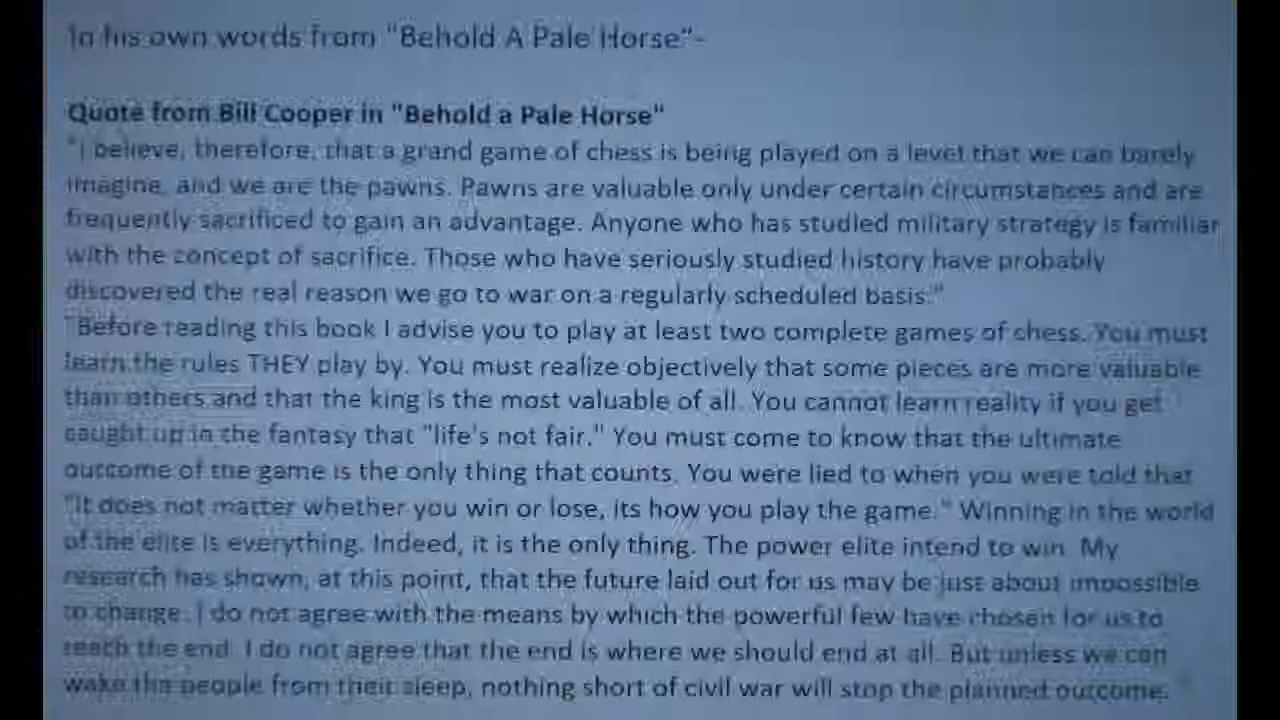 In his own words from "Behold A Pale Horse"-
Quote from Bill Cooper in "Behold a Pale Horse"
"I believe, therefore, that a grand game of chess is being played on a level that we can barely
imagine, and we are the pawns. Pawns are valuable only under certain circumstances and are
frequently sacrificed to gain an advantage. Anyone who has studied military strategy is familiar
with the concept of sacrifice. Those who have seriously studied history have probably
discovered the real reason we go to war on a regularly scheduled basis."
"Before reading this book I advise you to play at least two complete games of chess. You must
learn the rules THEY play by. You must realize objectively that some pieces are more valuable
than others and that the king is the most valuable of all. You cannot learn reality if you get
caught up in the fantasy that "life's not fair." You must come to know that the ultimate
outcome of the game is the only thing that counts. You were lied to when you were told that
"It does not matter whether you win or lose, its how you play the game." Winning in the world
of the elite is everything. Indeed, it is the only thing. The power elite intend to win. My
research has shown, at this point, that the future laid out for us may be just about impossible
to change. I do not agree with the means by which the powerful few have chosen for us to
reach the end. I do not agree that the end is where we should end at all. But unless we can
wake the people from their sleep, nothing short of civil war will stop the planned outcome."